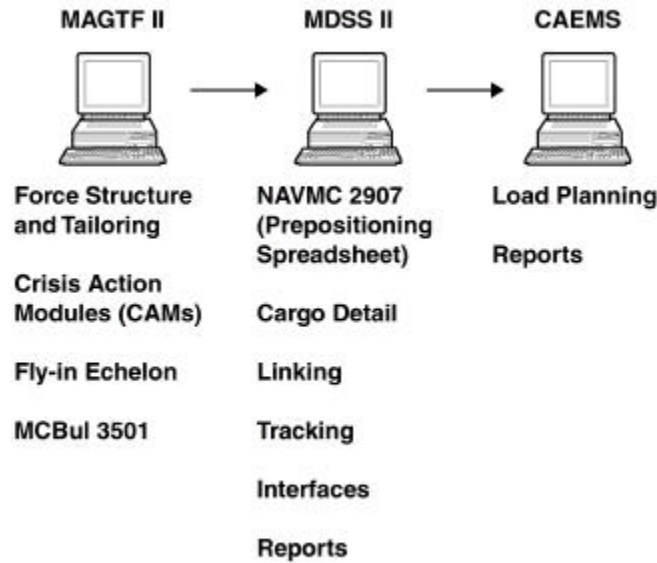 MAGTF II
MDSS II
CAEMS
Force Structure
and Tailoring
Crisis Action
Modules (CAMs)
Fly-in Echelon
MCBul 3501
NAVMC 2907
(Prepositioning
Spreadsheet)
Cargo Detail
Linking
Tracking
Interfaces
Reports
Load Planning
Reports